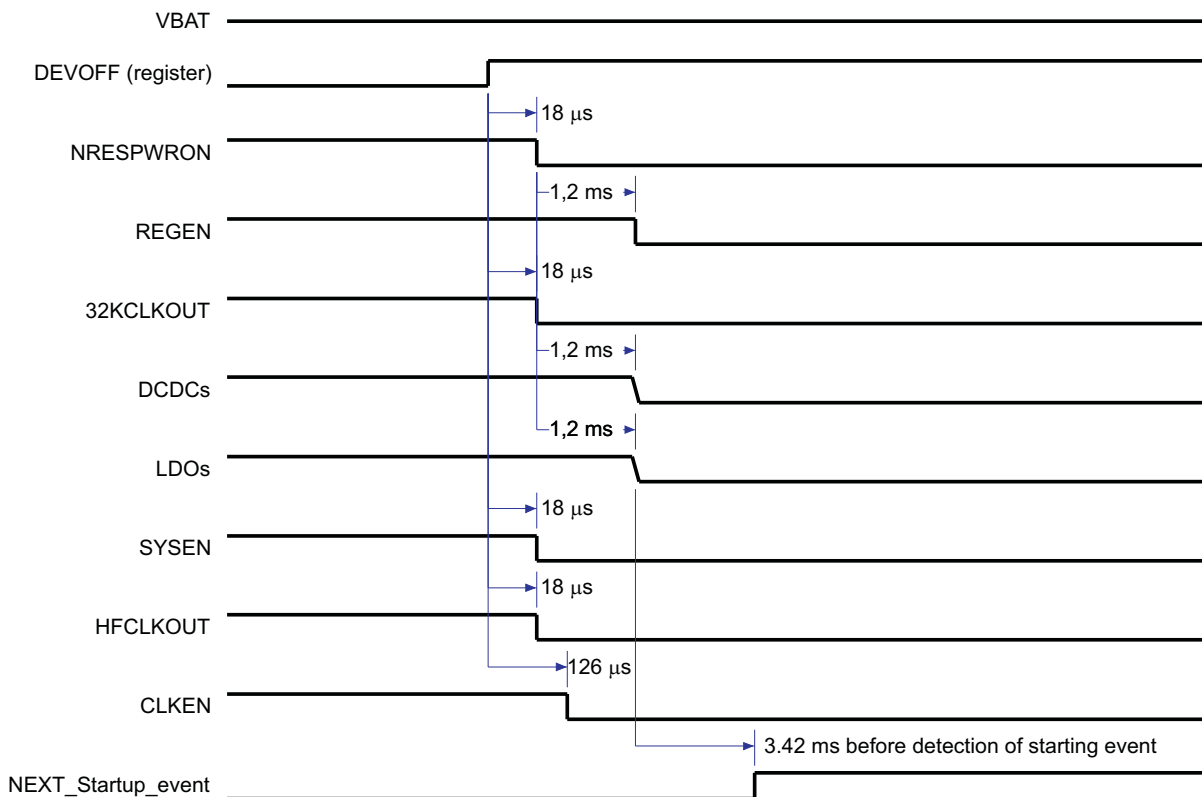 VBAT
DEVOFF (register)
18 μs
NRESPWRON
1,2 ms
REGEN
18 μs
32KCLKOUT
1,2 ms
DCDCs
1,2 ms
LDOs
18 μs
SYSEN
18 μs
HFCLKOUT
126 μs
CLKEN
3.42 ms before detection of starting event
NEXT_Startup_event